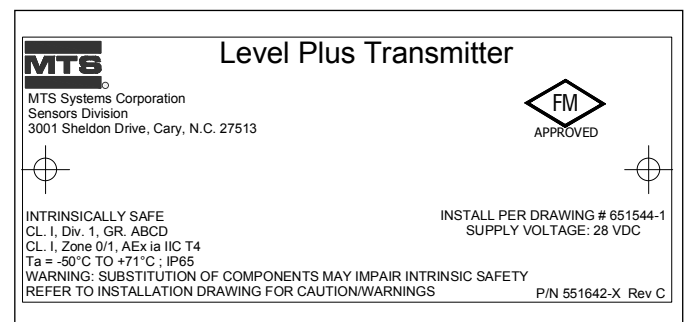 Level Plus Transmitter
MTS
MTS Systems Corporation
Sensors Division
3001 Sheldon Drive, Cary, N.C. 27513
FM
APPROVED
INTRINSICALLY SAFE
CL. I, Div. 1, GR. ABCD
CL. I, Zone 0/1, AEx ia IIC T4
Ta = -50°C TO +71°C ; IP65
INSTALL PER DRAWING # 651544-1
SUPPLY VOLTAGE: 28 VDC
WARNING: SUBSTITUTION OF COMPONENTS MAY IMPAIR INTRINSIC SAFETY
REFER TO INSTALLATION DRAWING FOR CAUTION/WARNINGS
P/N 551642-X Rev C